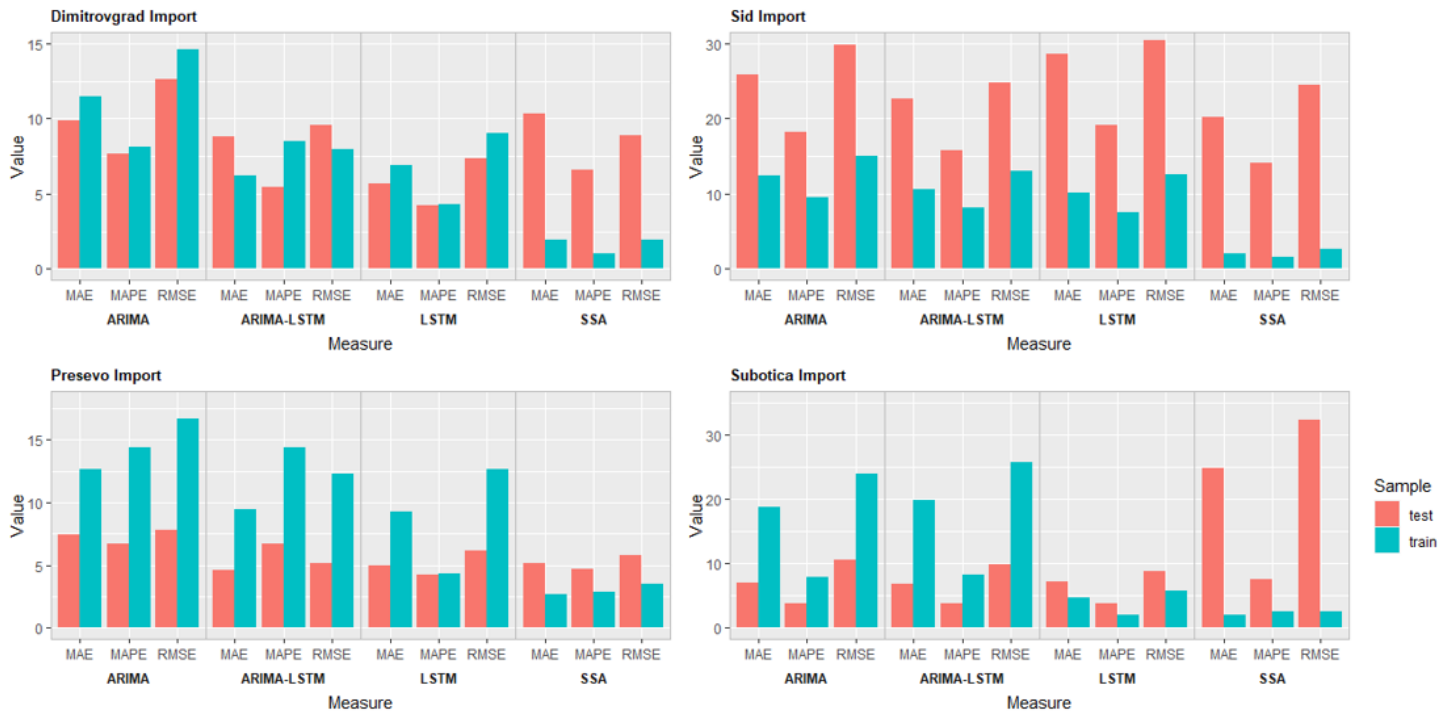 Dimitrovgrad Import
Value
15
10
5
0
MAE MAPE RMSE MAE MAPE RMSE MAE MAPE RMSE MAE MAPE RMSE
ARIMA ARIMA-LSTM LSTM SSA
Measure
Sid Import
Value
30
20
10
0
MAE MAPE RMSE MAE MAPE RMSE MAE MAPE RMSE MAE MAPE RMSE
ARIMA ARIMA-LSTM LSTM SSA
Measure
Presevo Import
Value
15
10
5
0
MAE MAPE RMSE MAE MAPE RMSE MAE MAPE RMSE MAE MAPE RMSE
ARIMA ARIMA-LSTM LSTM SSA
Measure
Subotica Import
Value
30
20
10
0
MAE MAPE RMSE MAE MAPE RMSE MAE MAPE RMSE MAE MAPE RMSE
ARIMA ARIMA-LSTM LSTM SSA
Measure
Sample
test
train